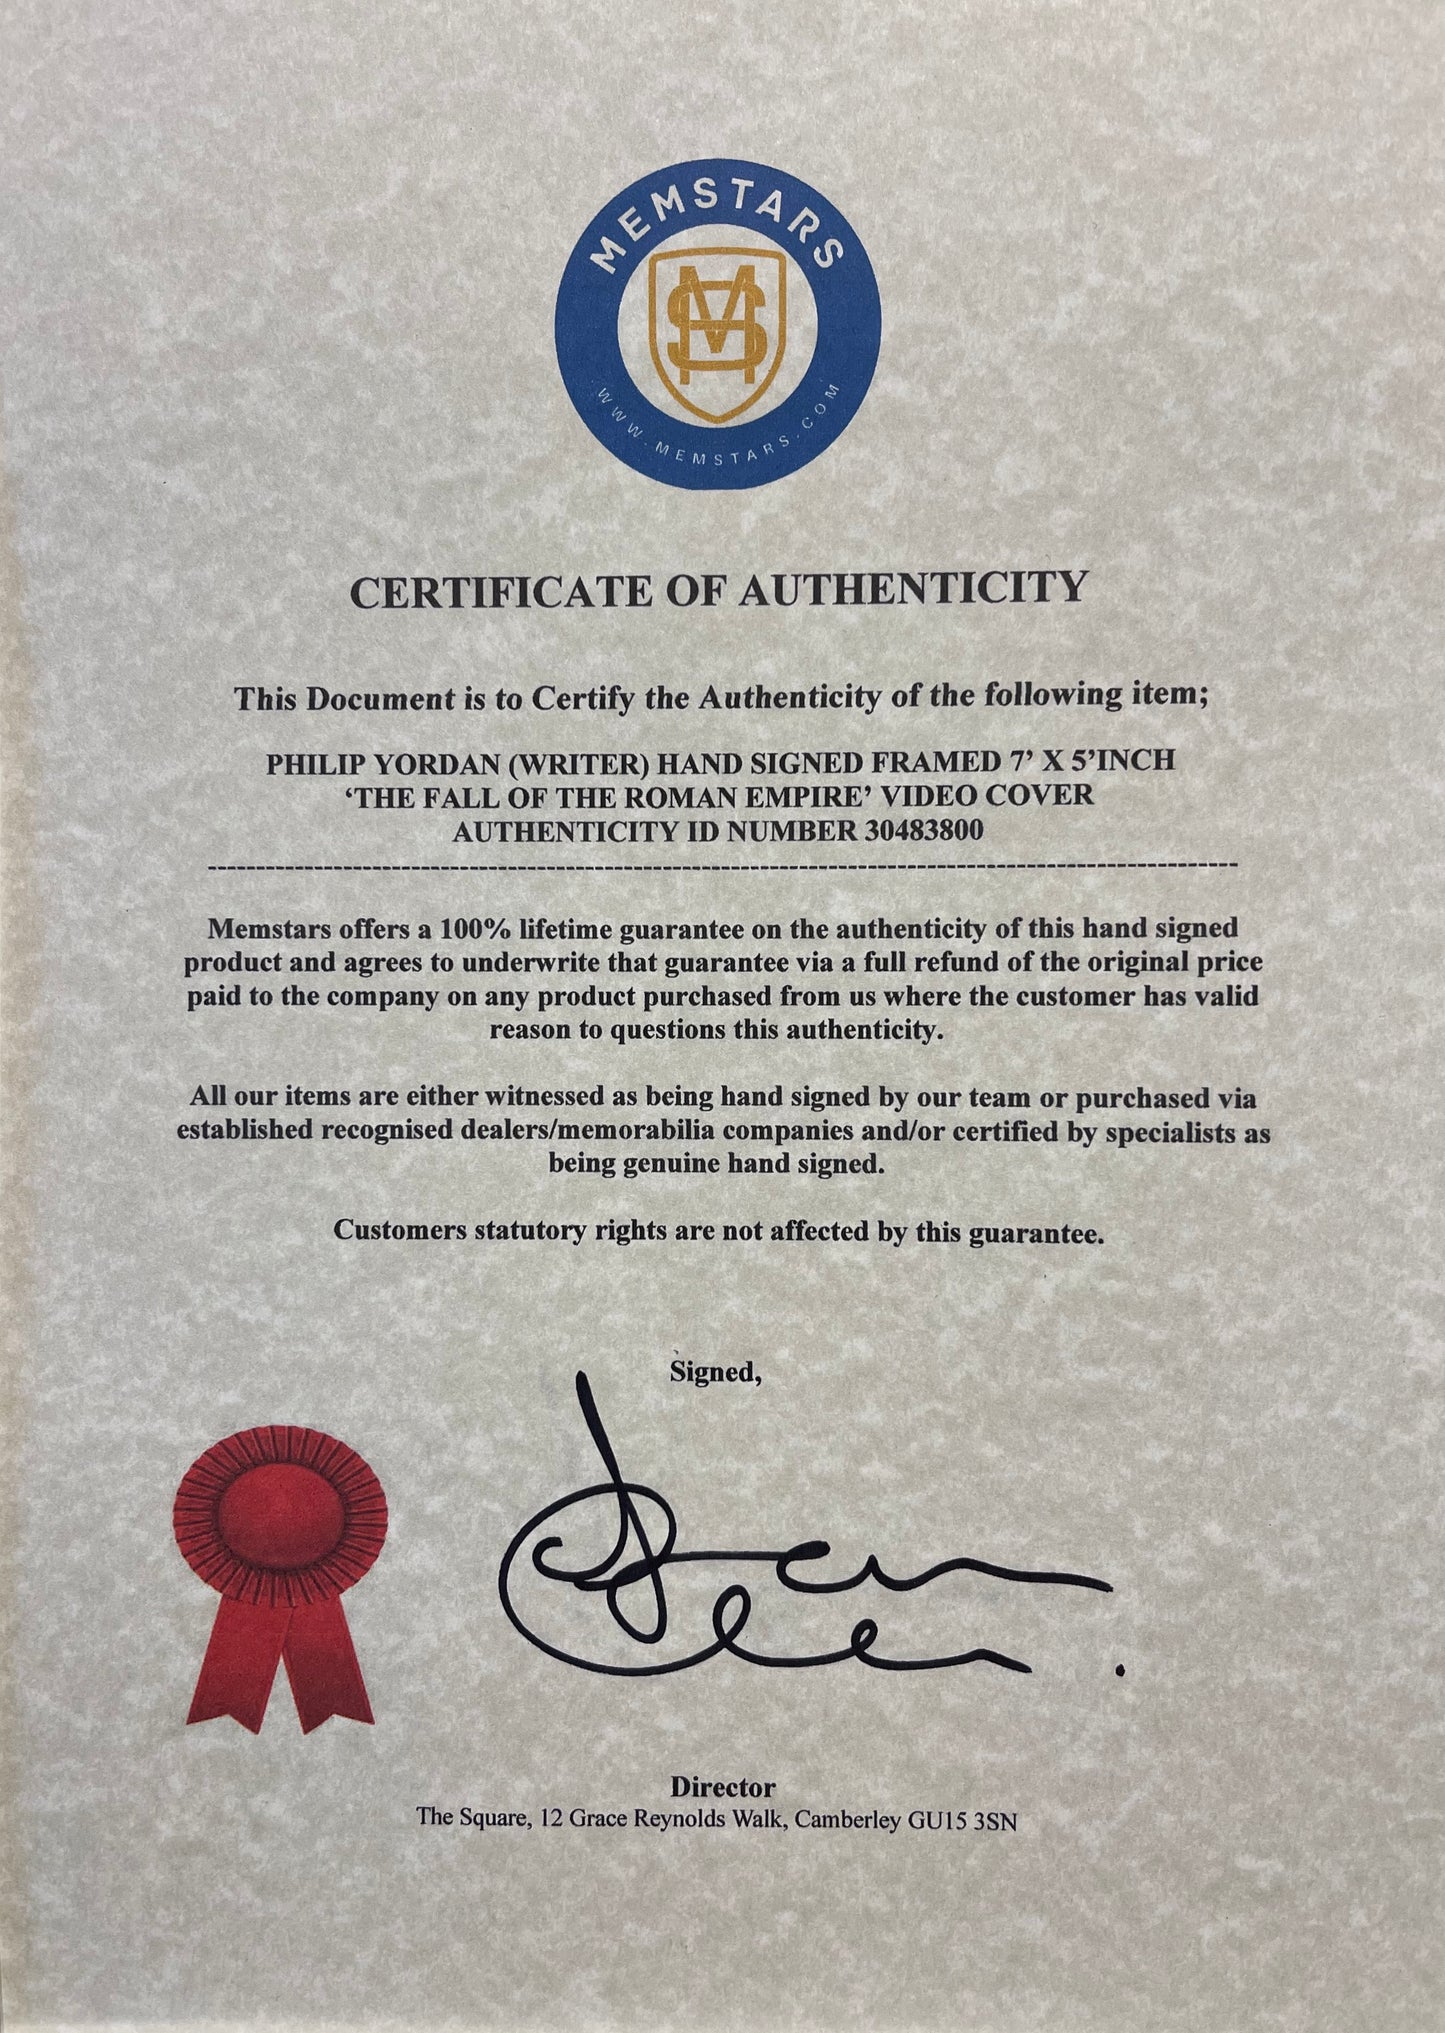 MEMSTARS
WWW.MEMSTARS.COM
CERTIFICATE OF AUTHENTICITY
This Document is to Certify the Authenticity of the following item;
PHILIP YORDAN (WRITER) HAND SIGNED FRAMED 7’ X 5’INCH
‘THE FALL OF THE ROMAN EMPIRE’ VIDEO COVER
AUTHENTICITY ID NUMBER 30483800
Memstars offers a 100% lifetime guarantee on the authenticity of this hand signed
product and agrees to underwrite that guarantee via a full refund of the original price
paid to the company on any product purchased from us where the customer has valid
reason to questions this authenticity.
All our items are either witnessed as being hand signed by our team or purchased via
established recognised dealers/memorabilia companies and/or certified by specialists as
being genuine hand signed.
Customers statutory rights are not affected by this guarantee.
Signed,
Director
The Square, 12 Grace Reynolds Walk, Camberley GU15 3SN